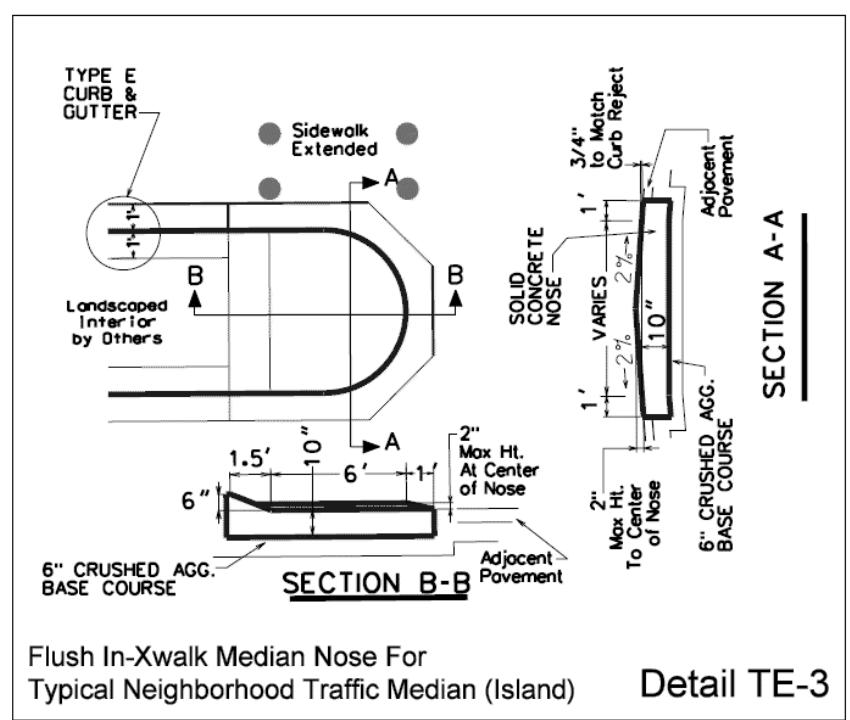 TYPE E
CURB &
GUTTER
Sidewalk
Extended
A
1'
1'
B
B
Landscaped
Interior
by Others
A
3/4"
to Match
Curb Reject
Adjacent
Pavement
1'
SOLID
CONCRETE
NOSE
VARIES
2%
2%
10"
1'
2"
Max Ht.
To Center
of Nose
6" CRUSHED AGG.
BASE COURSE
SECTION A-A
1.5'
10"
6'
1'
2"
Max Ht.
At Center
of Nose
6"
6" CRUSHED AGG.
BASE COURSE
Adjacent
Pavement
SECTION B-B
Flush In-Xwalk Median Nose For
Typical Neighborhood Traffic Median (Island)
Detail TE-3